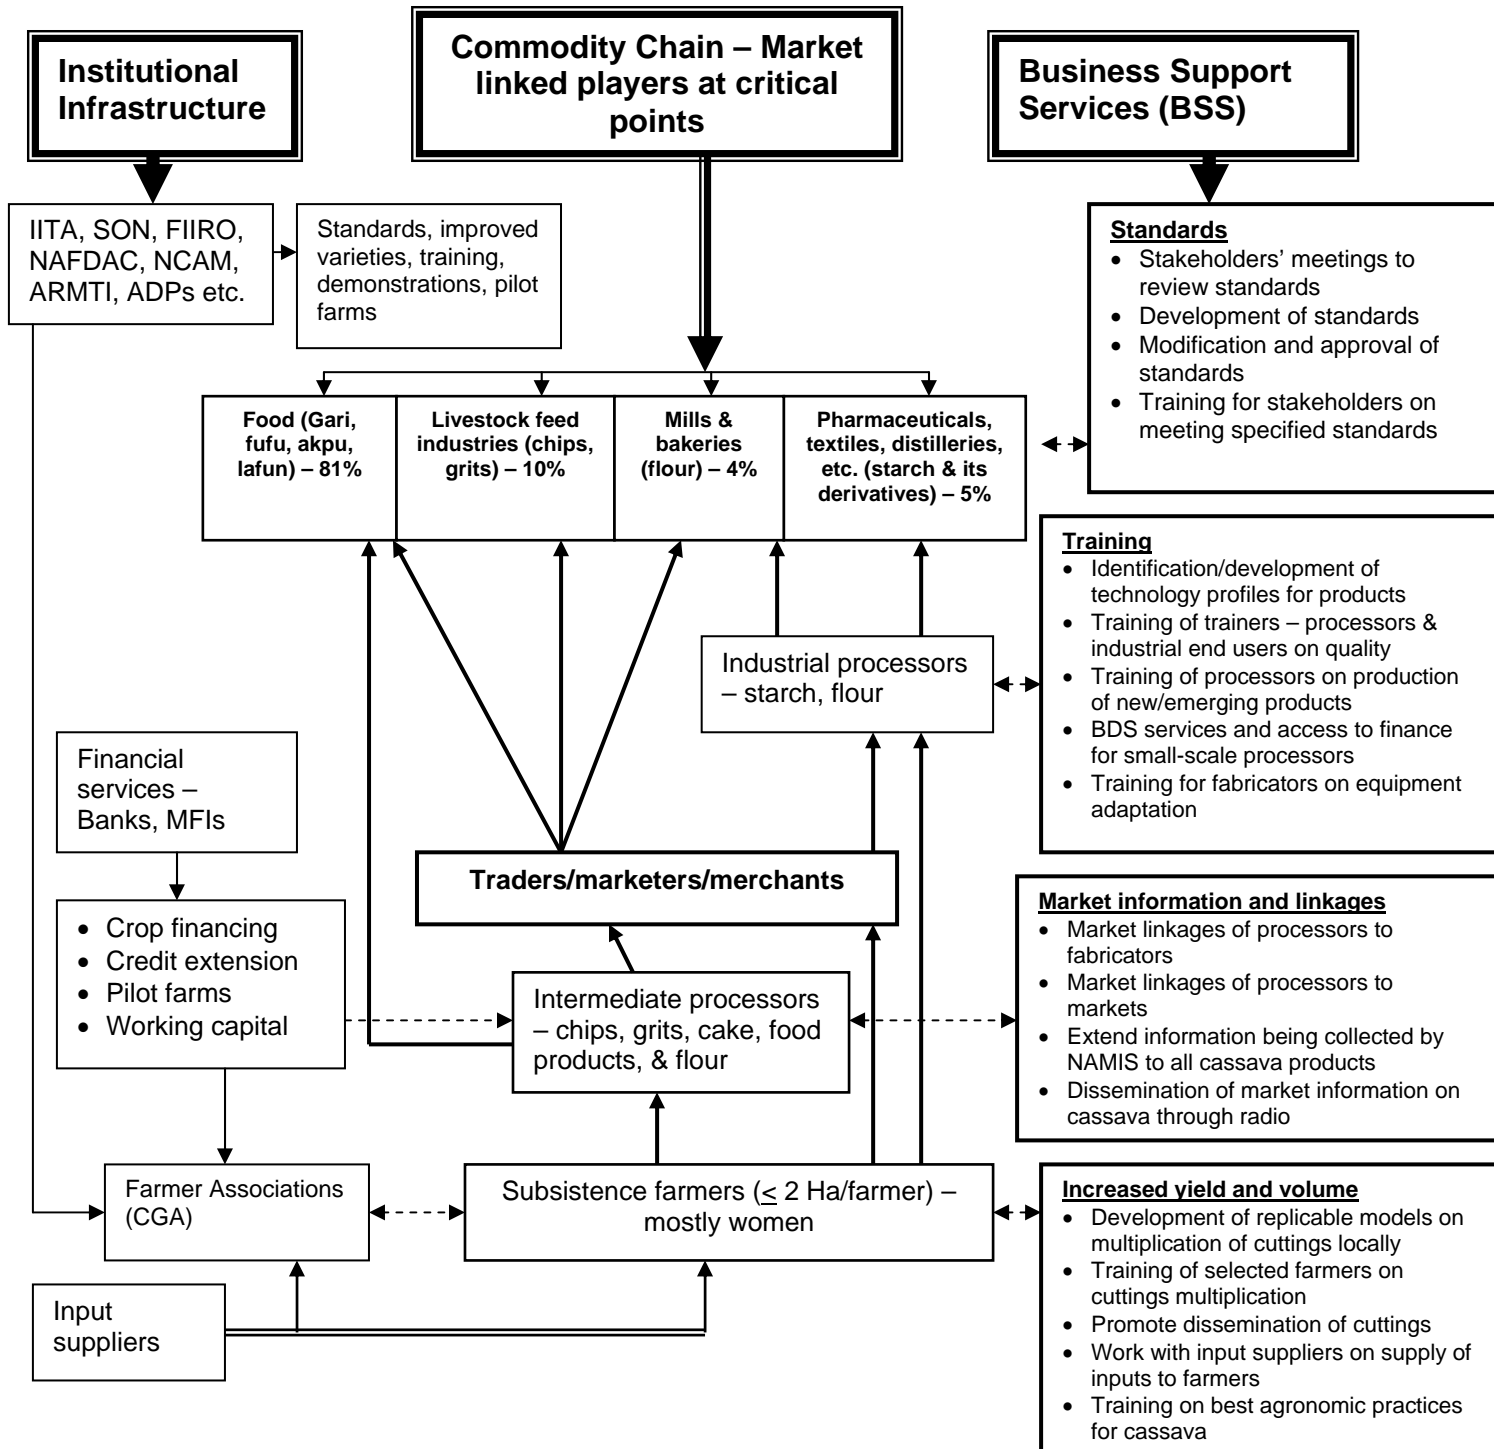 Institutional
Infrastructure
Commodity Chain – Market
linked players at critical
points
Business Support
Services (BSS)
IITA, SON, FIIRO,
NAFDAC, NCAM,
ARMTI, ADPs etc.
Standards, improved
varieties, training,
demonstrations, pilot
farms
Standards
• Stakeholders’ meetings to
review standards
• Development of standards
• Modification and approval of
standards
• Training for stakeholders on
meeting specified standards
Food (Gari,
fufu, akpu,
lafun) – 81%
Livestock feed
industries (chips,
grits) – 10%
Mills &
bakeries
(flour) – 4%
Pharmaceuticals,
textiles, distilleries,
etc. (starch & its
derivatives) – 5%
Training
• Identification/development of
technology profiles for products
• Training of trainers – processors &
industrial end users on quality
• Training of processors on production
of new/emerging products
• BDS services and access to finance
for small-scale processors
• Training for fabricators on equipment
adaptation
Industrial processors
– starch, flour
Financial
services –
Banks, MFIs
Traders/marketers/merchants
• Crop financing
• Credit extension
• Pilot farms
• Working capital
Intermediate processors
– chips, grits, cake, food
products, & flour
Market information and linkages
• Market linkages of processors to
fabricators
• Market linkages of processors to
markets
• Extend information being collected by
NAMIS to all cassava products
• Dissemination of market information on
cassava through radio
Farmer Associations
(CGA)
Subsistence farmers (≤ 2 Ha/farmer) –
mostly women
Increased yield and volume
• Development of replicable models on
multiplication of cuttings locally
• Training of selected farmers on
cuttings multiplication
• Promote dissemination of cuttings
• Work with input suppliers on supply of
inputs to farmers
• Training on best agronomic practices
for cassava
Input
suppliers